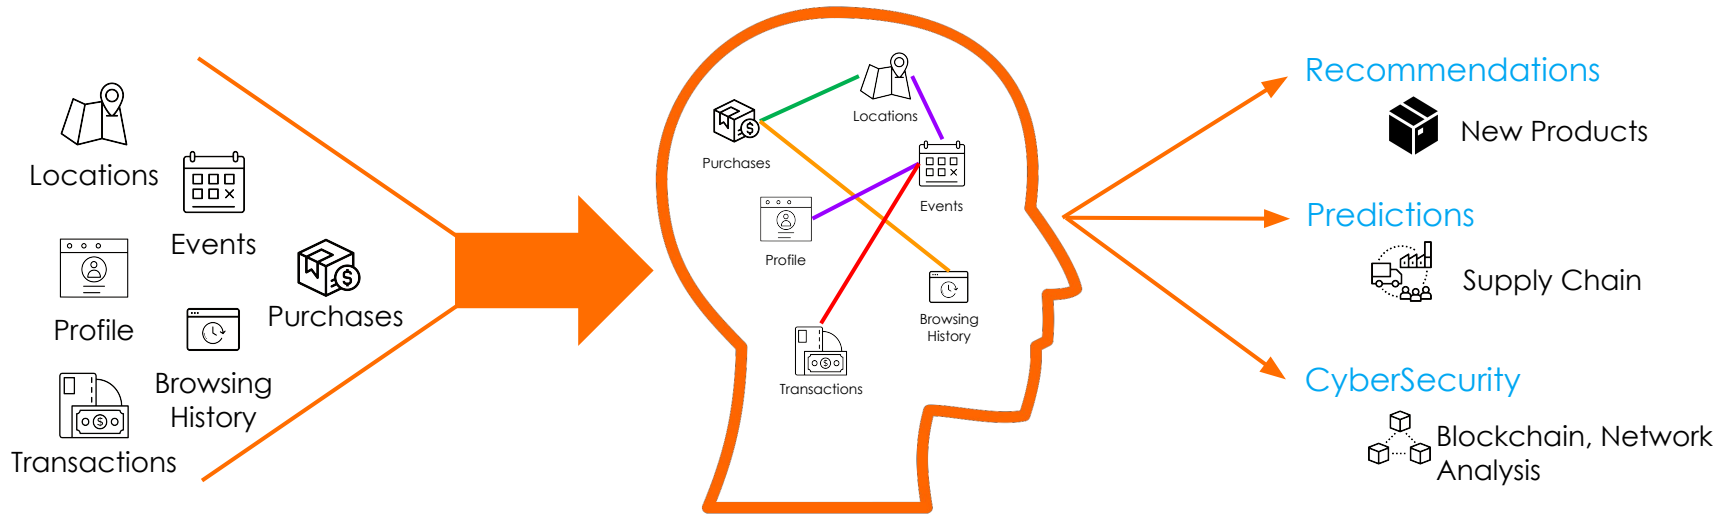 Locations
Events
Profile
Purchases
Browsing
History
Transactions
Locations
Purchases
Events
Profile
Browsing
History
Transactions
Recommendations
New Products
Predictions
Supply Chain
CyberSecurity
Blockchain, Network
Analysis